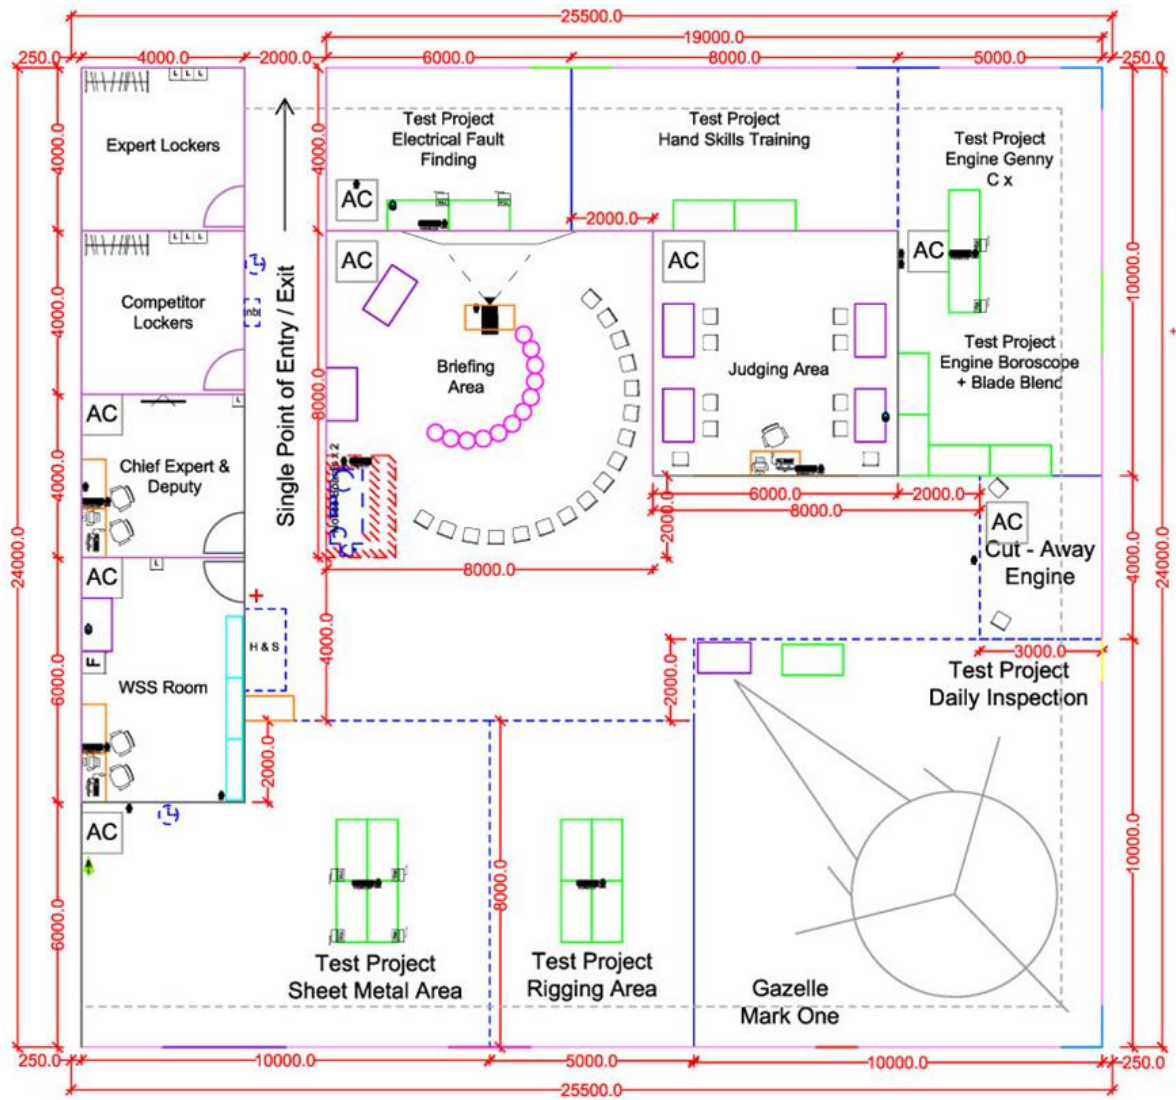 25500.0
19000.0
250.0
4000.0
2000.0
6000.0
8000.0
5000.0
250.0
Expert Lockers
L L L
4000.0
4000.0
Test Project
Electrical Fault
Finding
Test Project
Hand Skills Training
Test Project
Engine Genny
C x
AC
2000.0
AC
L L L
Competitor
Lockers
4000.0
L
Single Point of Entry / Exit
AC
AC
10000.0
Briefing
Area
8000.0
Judging Area
Test Project
Engine Boroscope
+ Blade Blend
AC
L
Chief Expert &
Deputy
4000.0
x 2
6000.0
2000.0
8000.0
2000.0
8000.0
AC
Cut - Away
Engine
4000.0
24000.0
24000.0
AC
L
F
WSS Room
6000.0
H & S
4000.0
2000.0
2000.0
3000.0
Test Project
Daily Inspection
AC
L
6000.0
8000.0
10000.0
Test Project
Sheet Metal Area
Test Project
Rigging Area
Gazelle
Mark One
250.0
10000.0
5000.0
10000.0
250.0
25500.0